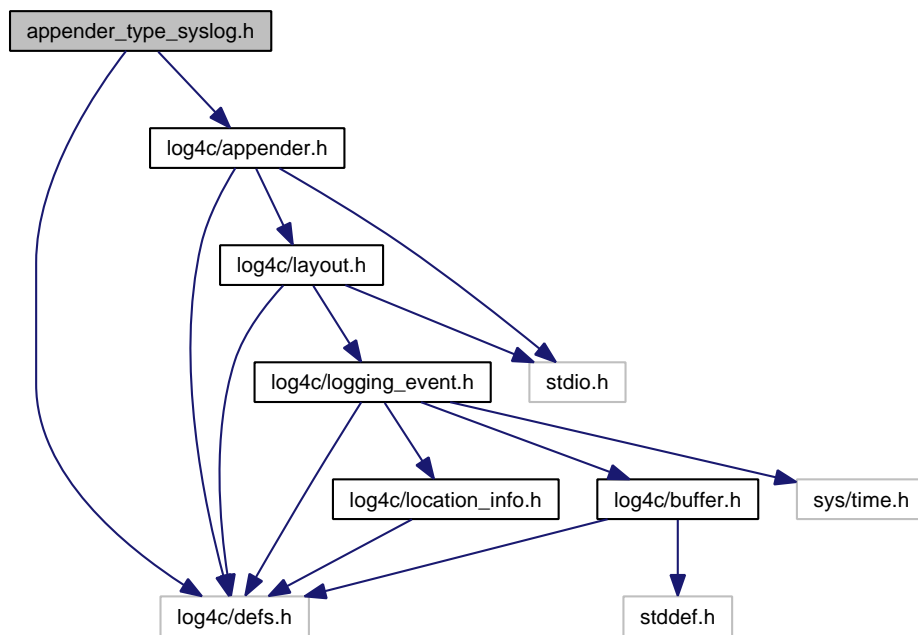 appender_type_syslog.h
log4c/appender.h
log4c/layout.h
log4c/logging_event.h
stdio.h
log4c/location_info.h
log4c/buffer.h
sys/time.h
log4c/defs.h
stddef.h